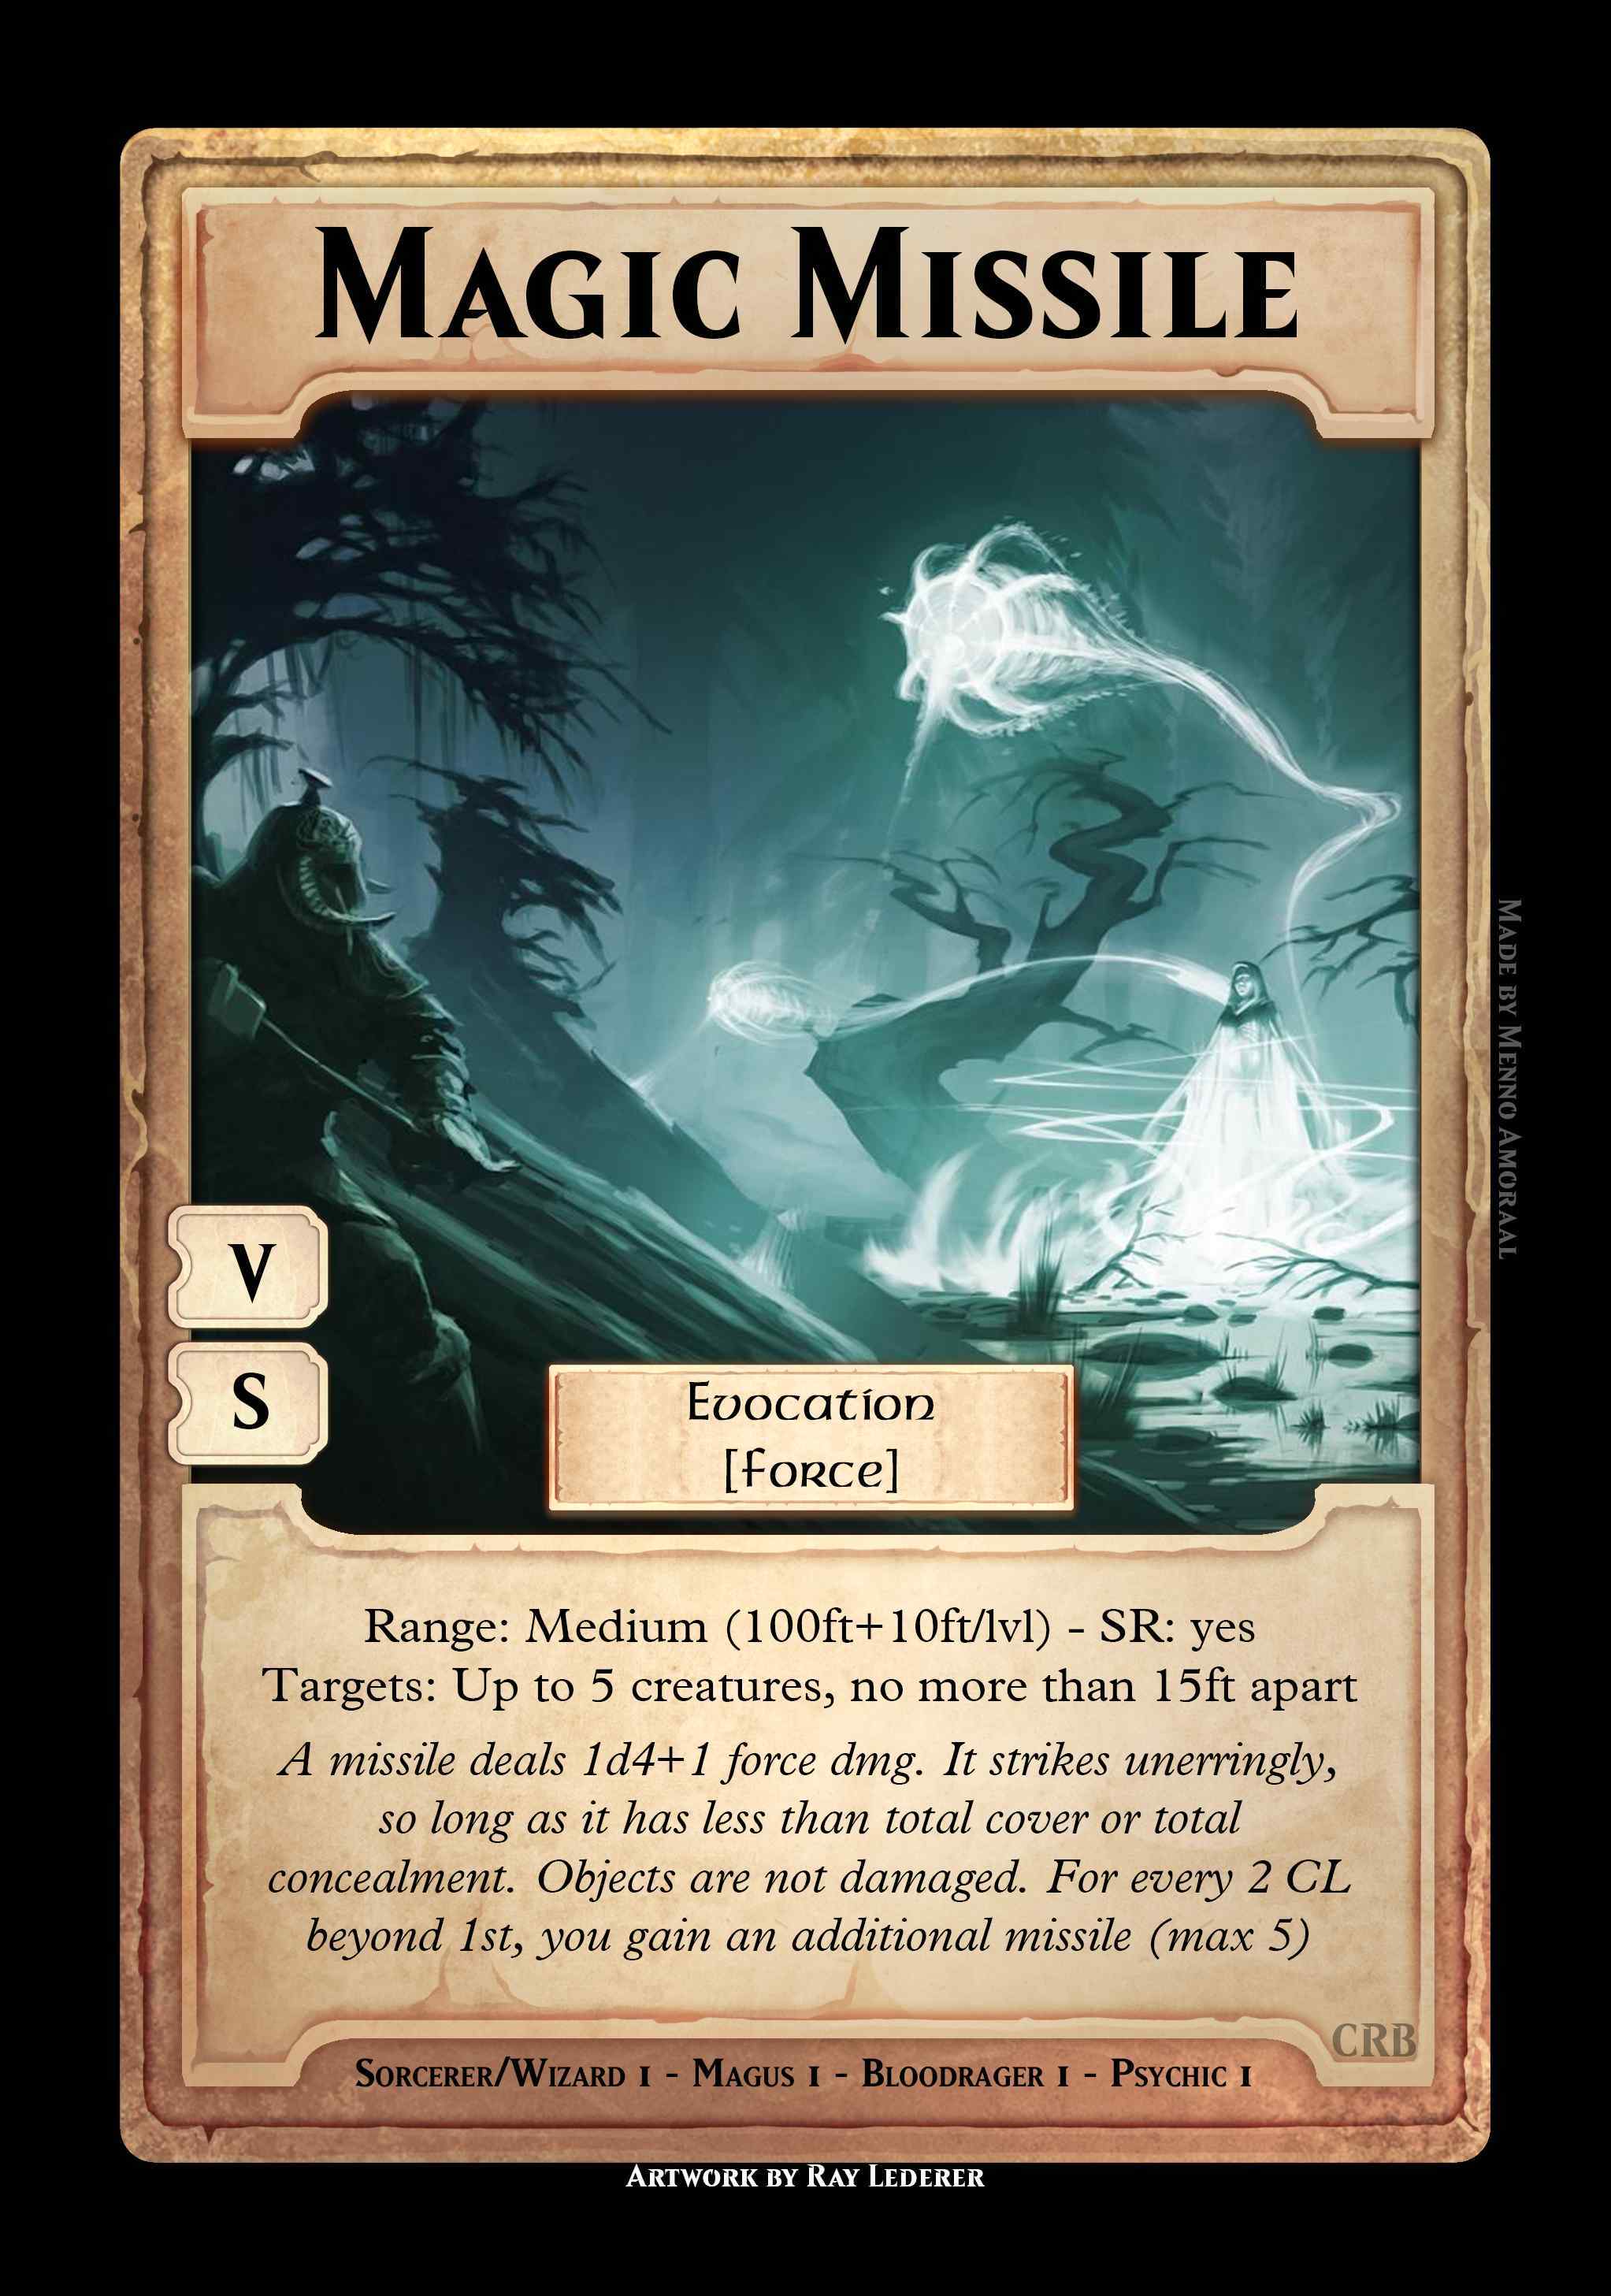 Magic Missile
Made by Menno Amoraal
V
S
Evocation
[Force]
Range: Medium (100ft+10ft/lvl) - SR: yes
Targets: Up to 5 creatures, no more than 15ft apart
A missile deals 1d4+1 force dmg. It strikes unerringly,
so long as it has less than total cover or total
concealment. Objects are not damaged. For every 2 CL
beyond 1st, you gain an additional missile (max 5)
CRB
Sorcerer/Wizard 1 - Magus 1 - Bloodrager 1 - Psychic 1
Artwork by Ray Lederer